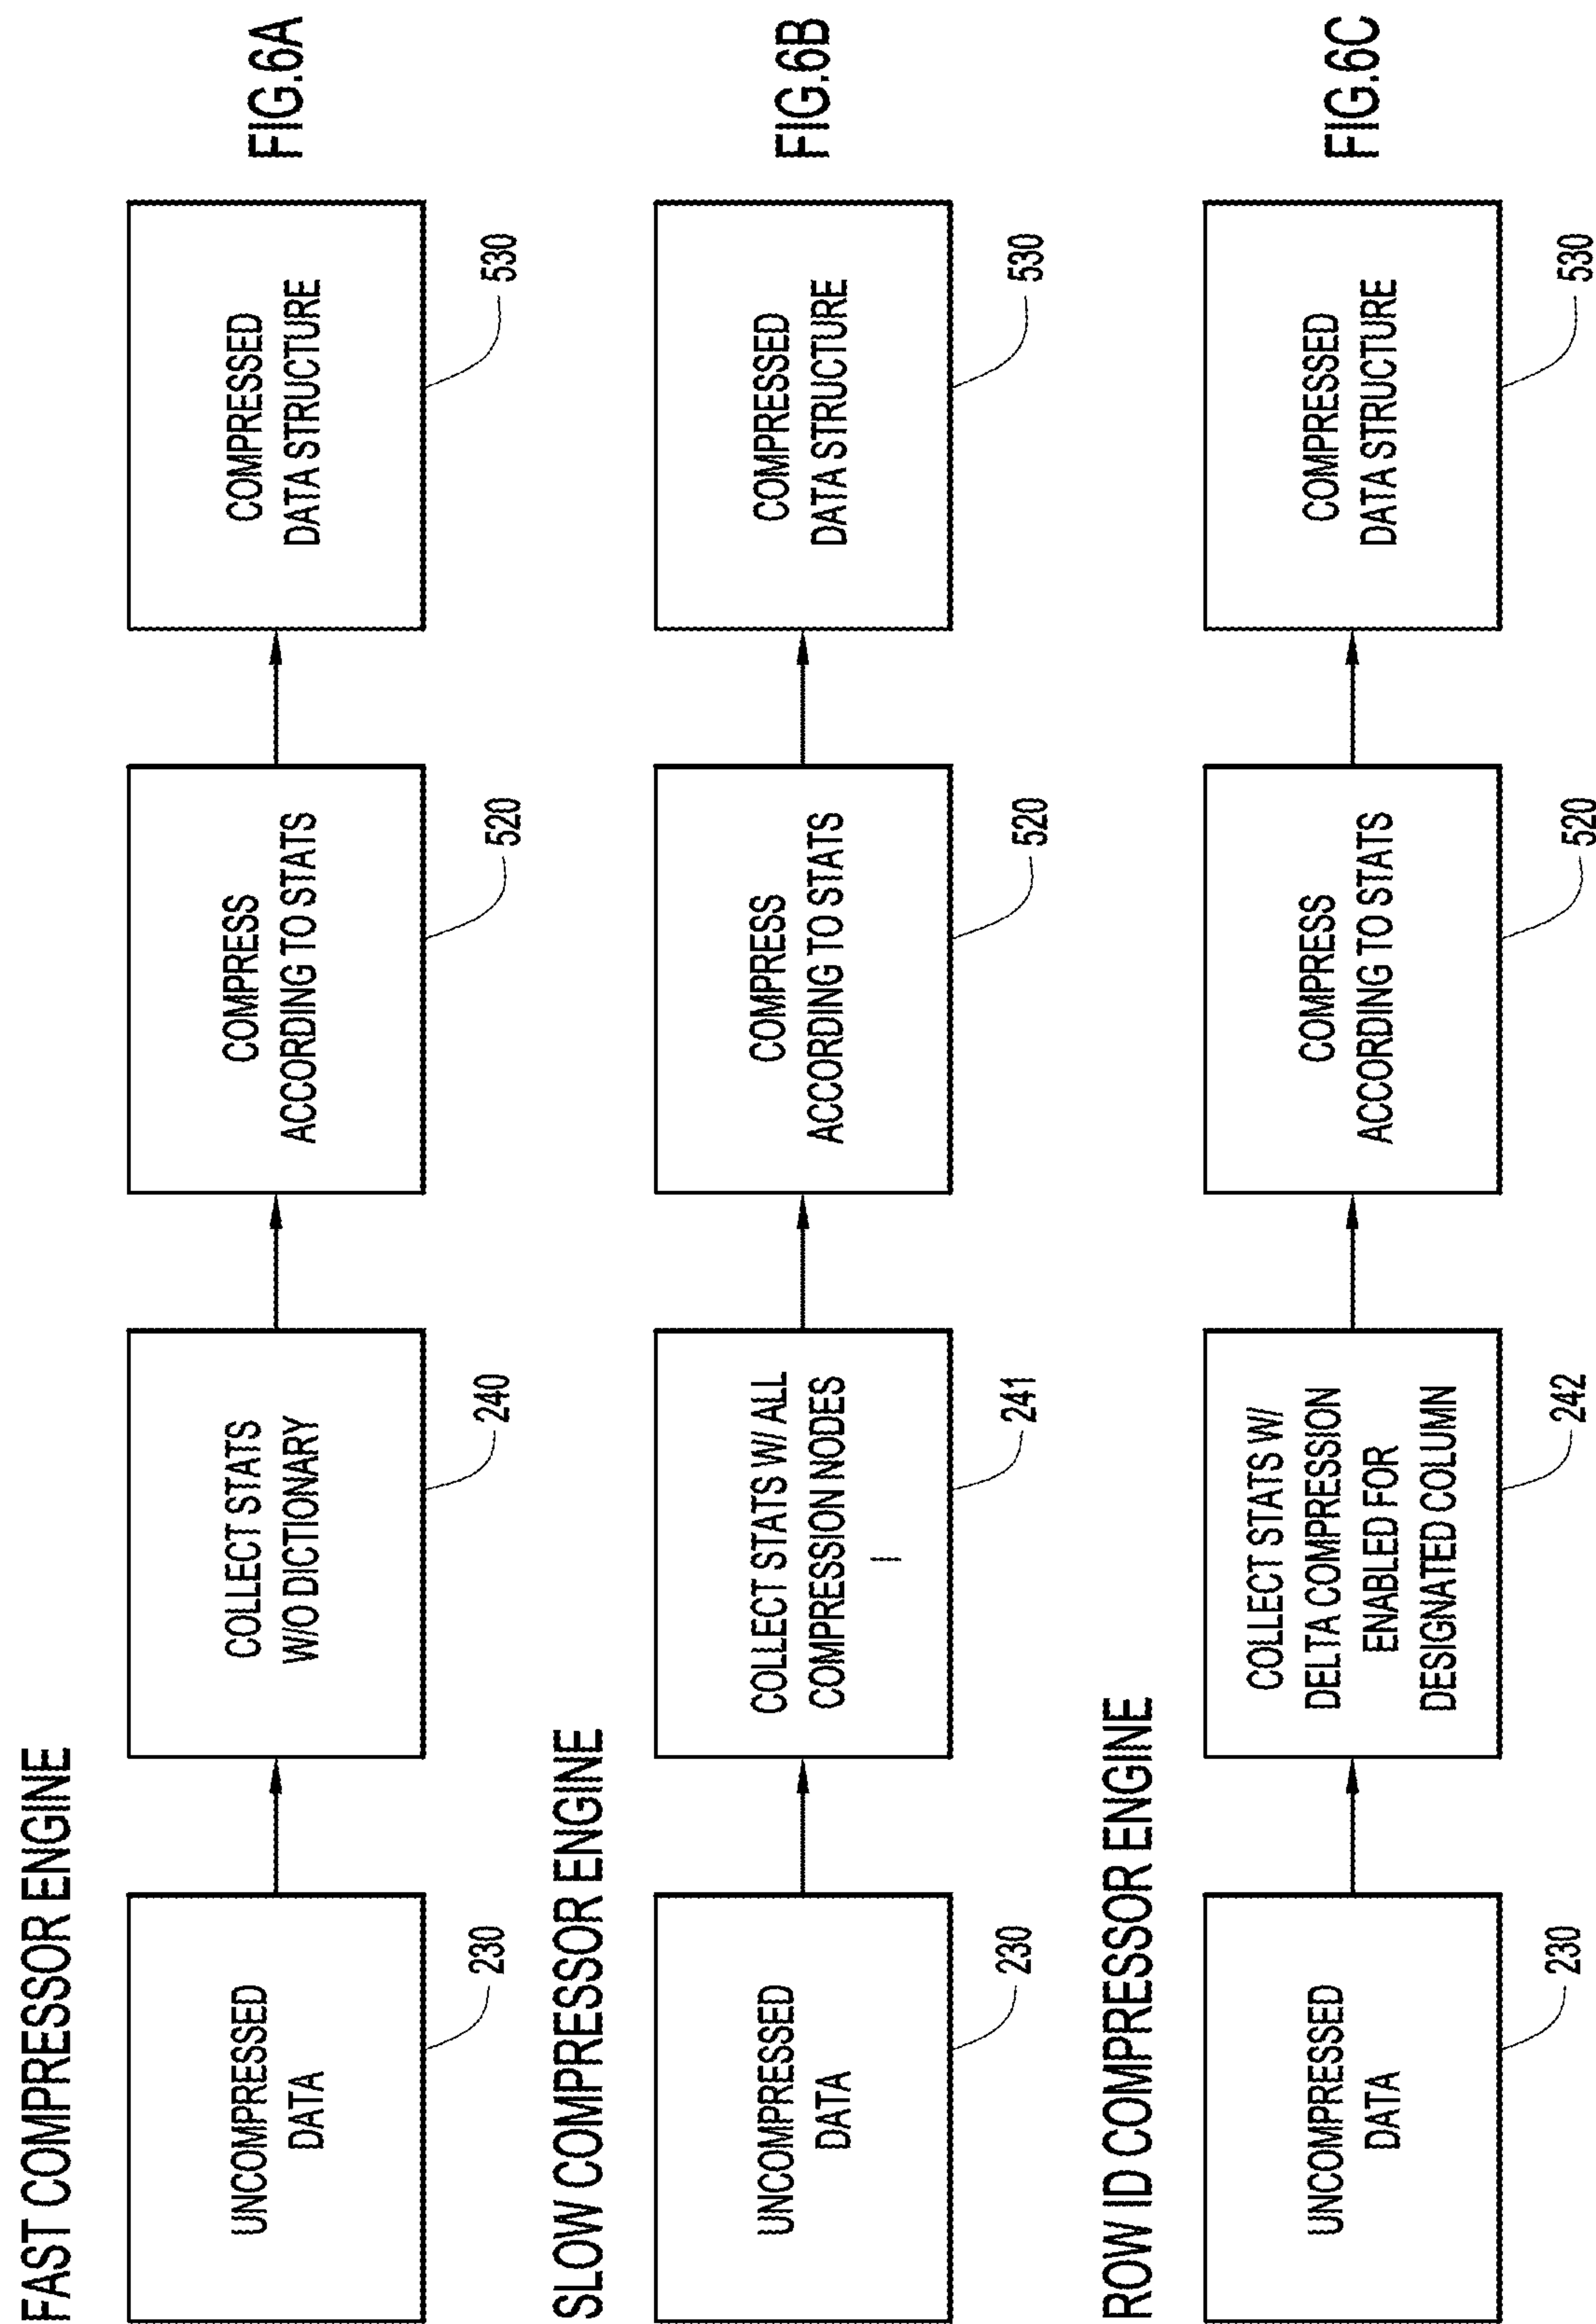 FAST COMPRESSOR ENGINE
UNCOMPRESSED
DATA
230
COLLECT STATS
W/O DICTIONARY
240
COMPRESS
ACCORDING TO STATS
520
COMPRESSED
DATA STRUCTURE
530
FIG.6A
SLOW COMPRESSOR ENGINE
UNCOMPRESSED
DATA
230
COLLECT STATS W/ ALL
COMPRESSION NODES
241
COMPRESS
ACCORDING TO STATS
520
COMPRESSED
DATA STRUCTURE
530
FIG.6B
ROW ID COMPRESSOR ENGINE
UNCOMPRESSED
DATA
230
COLLECT STATS W/
DELTA COMPRESSION
ENABLED FOR
DESIGNATED COLUMN
242
COMPRESS
ACCORDING TO STATS
520
COMPRESSED
DATA STRUCTURE
530
FIG.6C